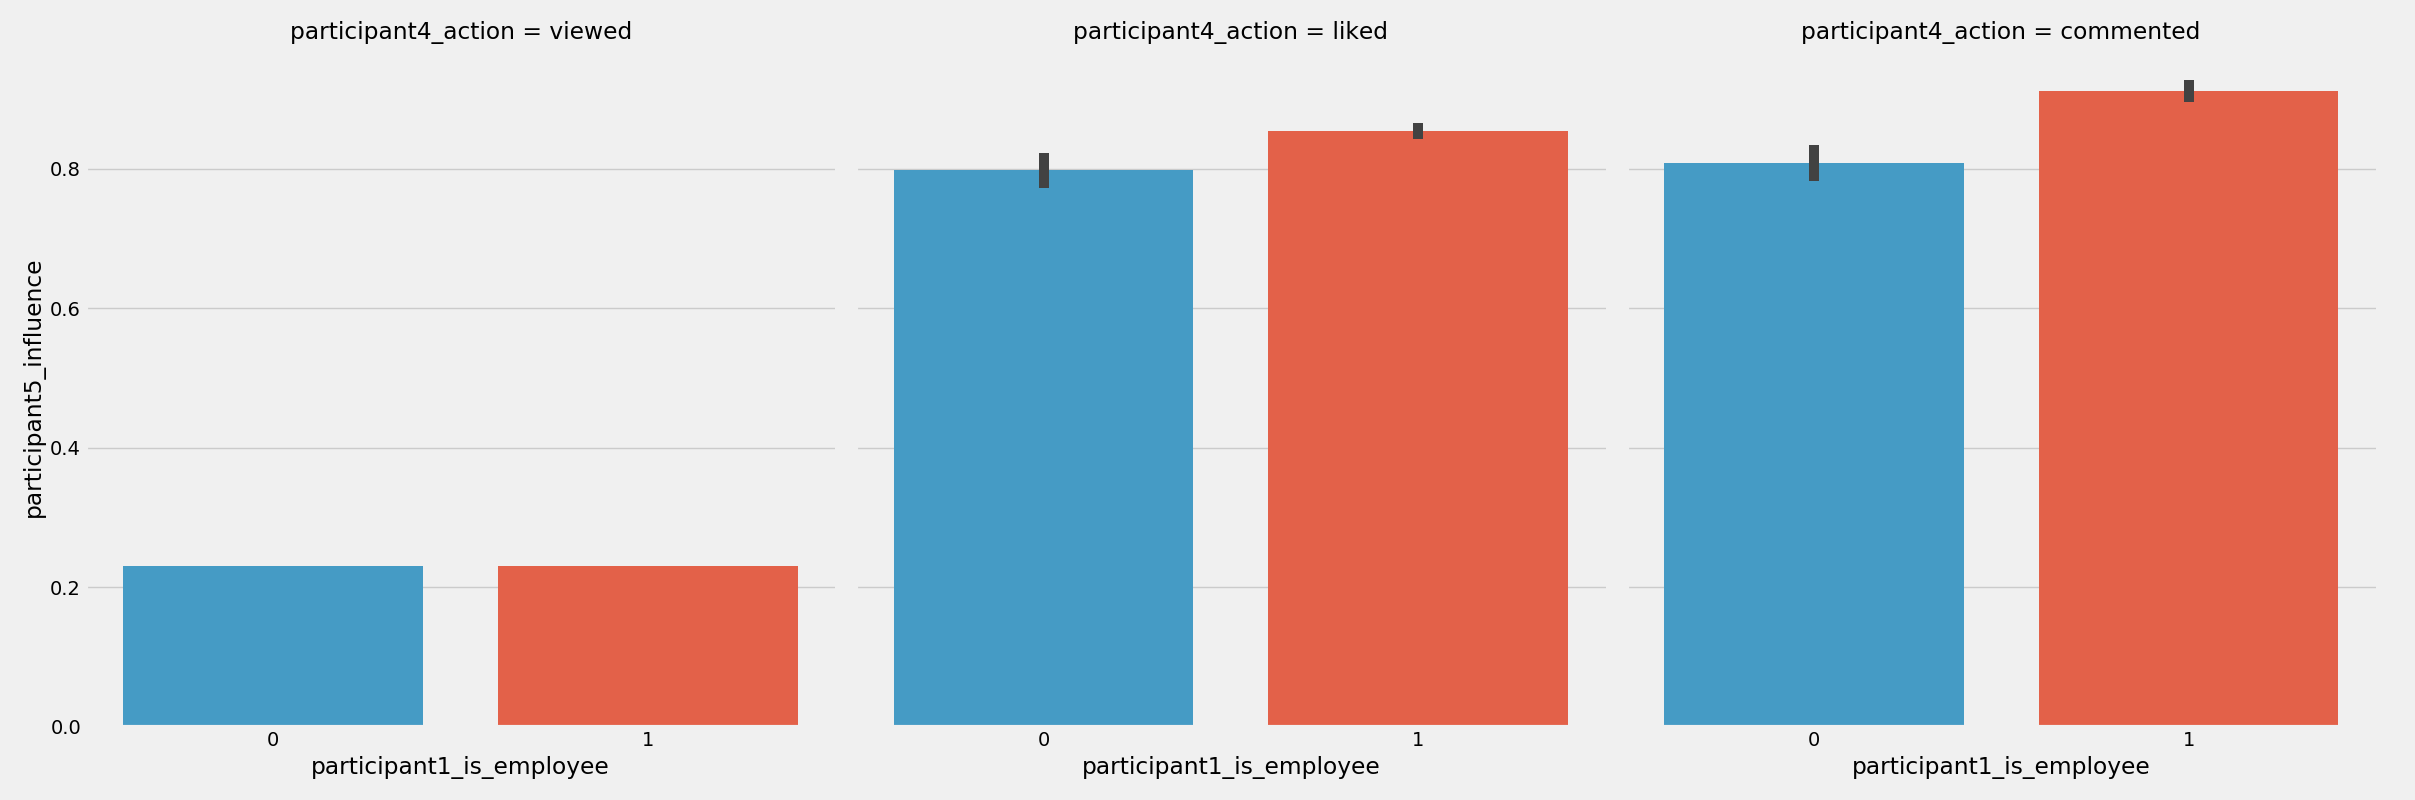 participant4_action = viewed
participant4_action = liked
participant4_action = commented
participant5_influence
0.8
0.6
0.4
0.2
0.0
0 1
0 1
0 1
participant1_is_employee
participant1_is_employee
participant1_is_employee